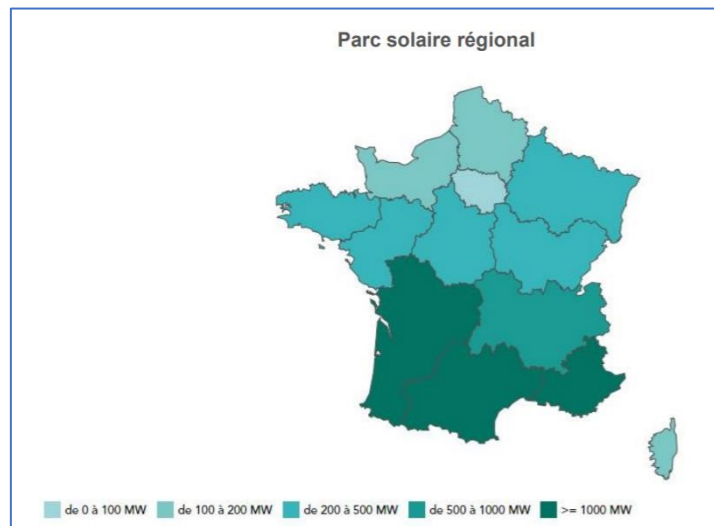 Parc solaire régional
de 0 à 100 MW de 100 à 200 MW de 200 à 500 MW de 500 à 1000 MW >= 1000 MW